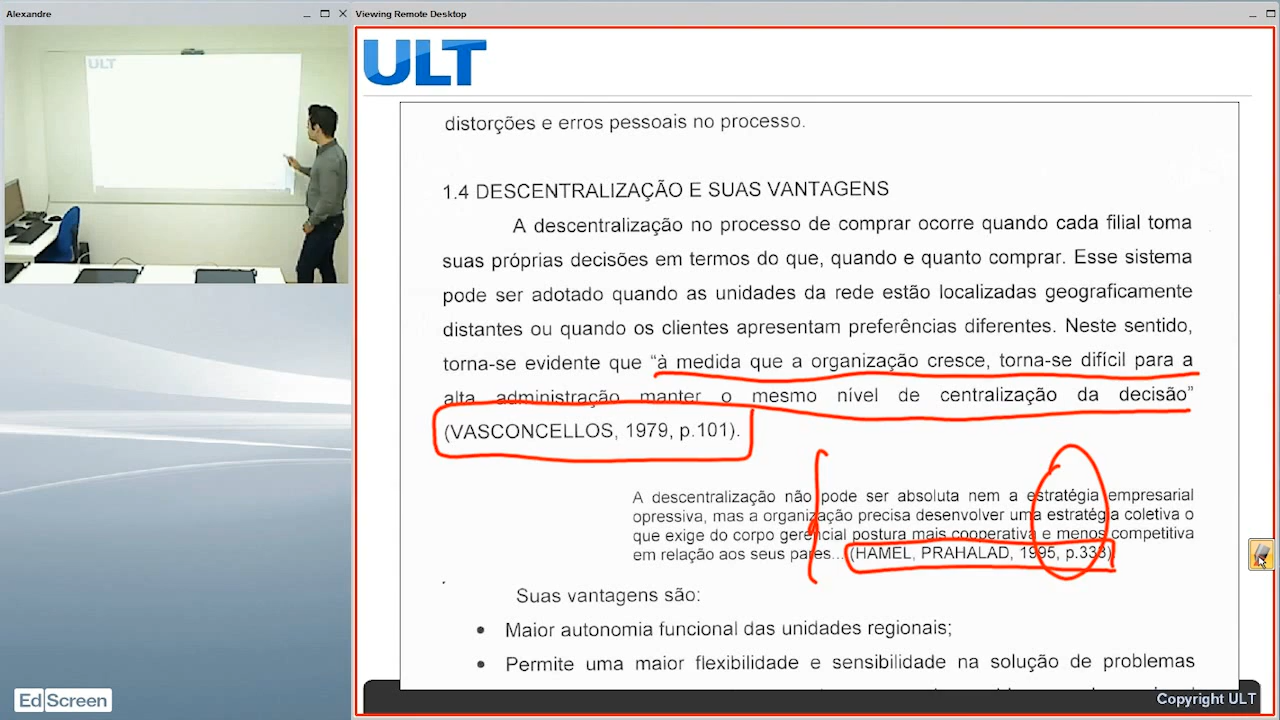 Alexandre
Viewing Remote Desktop
ULT
ULT
distorções e erros pessoais no processo.
1.4 DESCENTRALIZAÇÃO E SUAS VANTAGENS
A descentralização no processo de comprar ocorre quando cada filial toma
suas próprias decisões em termos do que, quando e quanto comprar. Esse sistema
pode ser adotado quando as unidades da rede estão localizadas geograficamente
distantes ou quando os clientes apresentam preferências diferentes. Neste sentido,
torna-se evidente que “à medida que a organização cresce, torna-se difícil para a
alta administração manter o mesmo nível de centralização da decisão”
(VASCONCELLOS, 1979, p.101).
A descentralização não pode ser absoluta nem a estratégia empresarial
opressiva, mas a organização precisa desenvolver uma estratégia coletiva o
que exige do corpo gerencial postura mais cooperativa e menos competitiva
em relação aos seus pares... (HAMEL, PRAHALAD, 1995, p.333)
Suas vantagens são:
• Maior autonomia funcional das unidades regionais;
• Permite uma maior flexibilidade e sensibilidade na solução de problemas
EdScreen
Copyright ULT